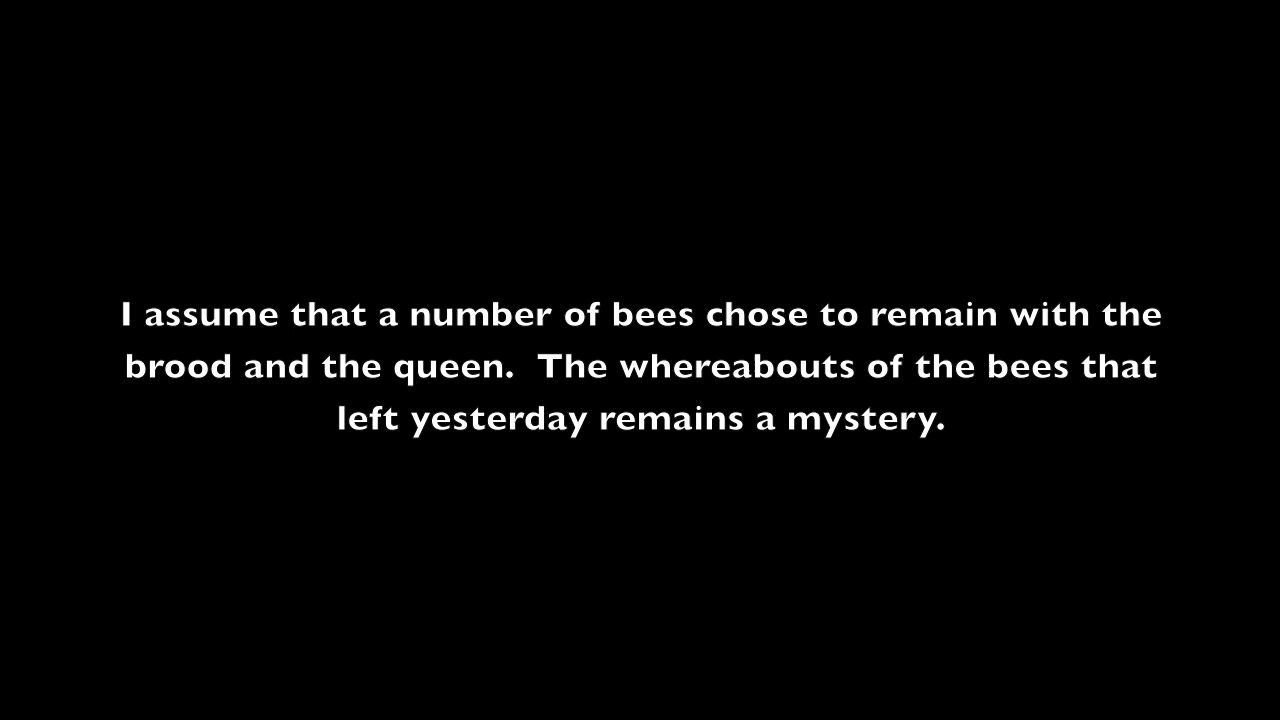 I assume that a number of bees chose to remain with the
brood and the queen.  The whereabouts of the bees that
left yesterday remains a mystery.